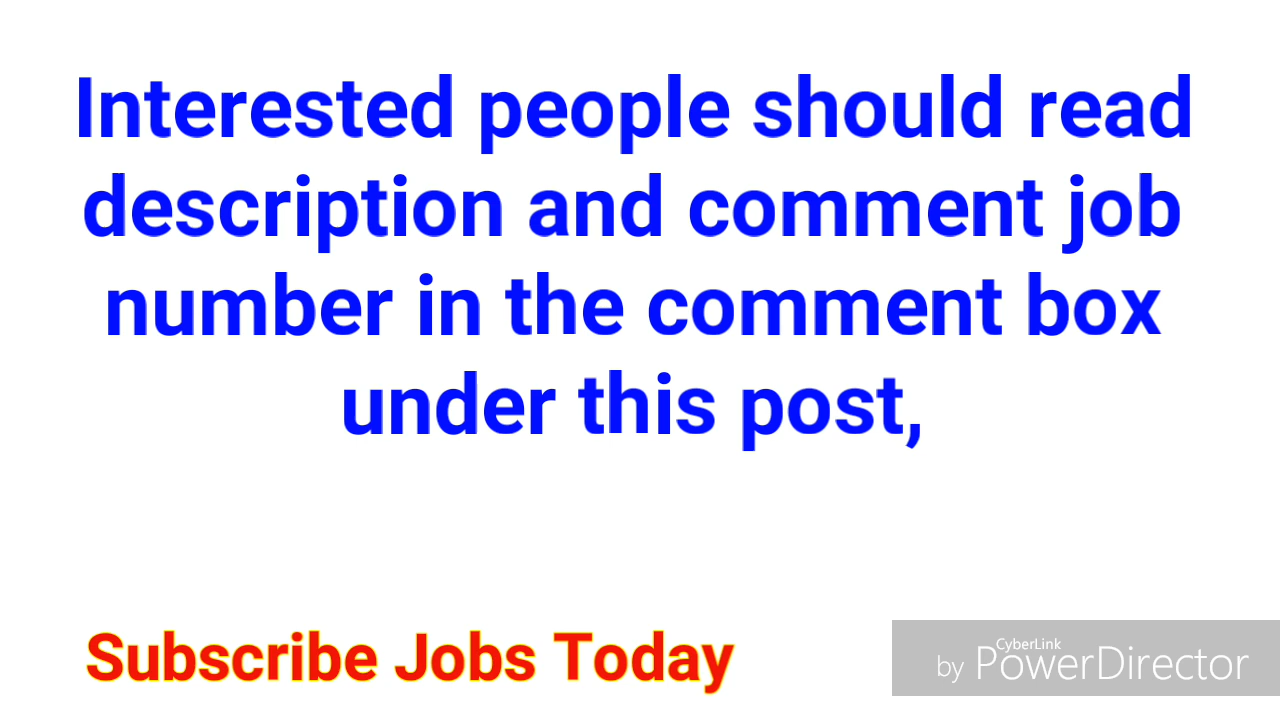 Interested people should read
description and comment job
number in the comment box
under this post,
Subscribe Jobs Today
CyberLink
by PowerDirector